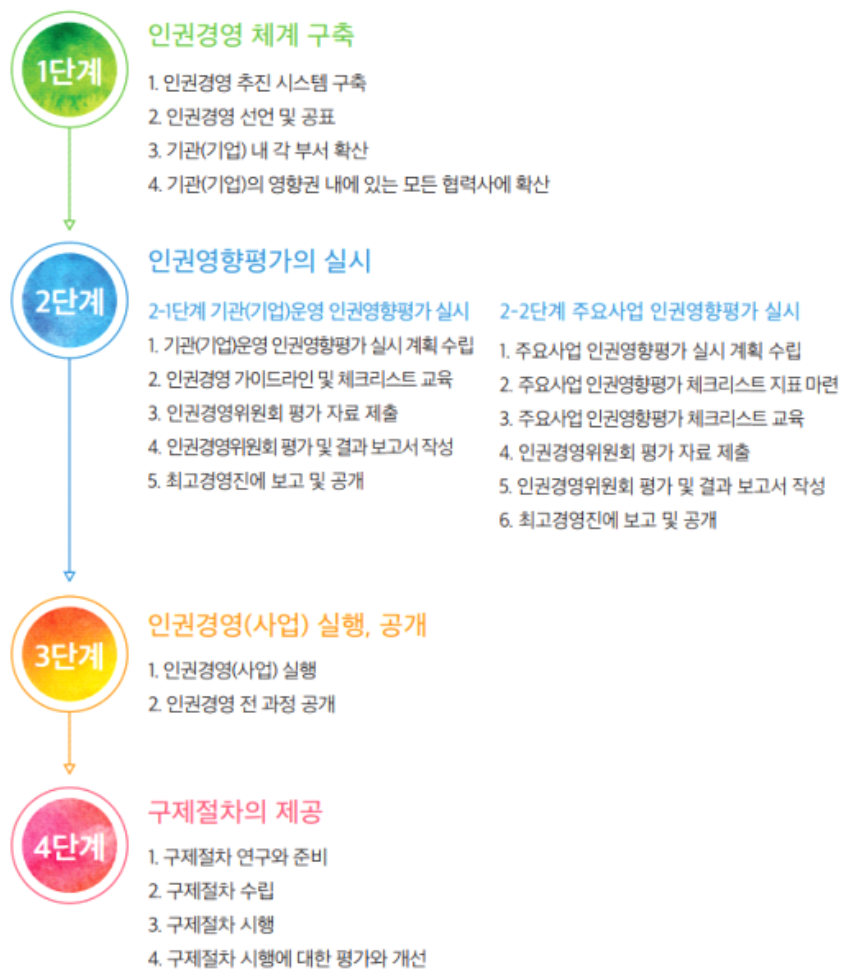 1단계
인권경영 체계 구축
1. 인권경영 추진 시스템 구축
2. 인권경영 선언 및 공표
3. 기관(기업) 내 각 부서 확산
4. 기관(기업)의 영향권 내에 있는 모든 협력사에 확산
2단계
인권영향평가의 실시
2-1단계 기관(기업)운영 인권영향평가 실시
1. 기관(기업)운영 인권영향평가 실시 계획 수립
2. 인권경영 가이드라인 및 체크리스트 교육
3. 인권경영위원회 평가 자료 제출
4. 인권경영위원회 평가 및 결과 보고서 작성
5. 최고경영진에 보고 및 공개
2-2단계 주요사업 인권영향평가 실시
1. 주요사업 인권영향평가 실시 계획 수립
2. 주요사업 인권영향평가 체크리스트 지표 마련
3. 주요사업 인권영향평가 체크리스트 교육
4. 인권경영위원회 평가 자료 제출
5. 인권경영위원회 평가 및 결과 보고서 작성
6. 최고경영진에 보고 및 공개
3단계
인권경영(사업) 실행, 공개
1. 인권경영(사업) 실행
2. 인권경영 전 과정 공개
4단계
구제절차의 제공
1. 구제절차 연구와 준비
2. 구제절차 수립
3. 구제절차 시행
4. 구제절차 시행에 대한 평가와 개선